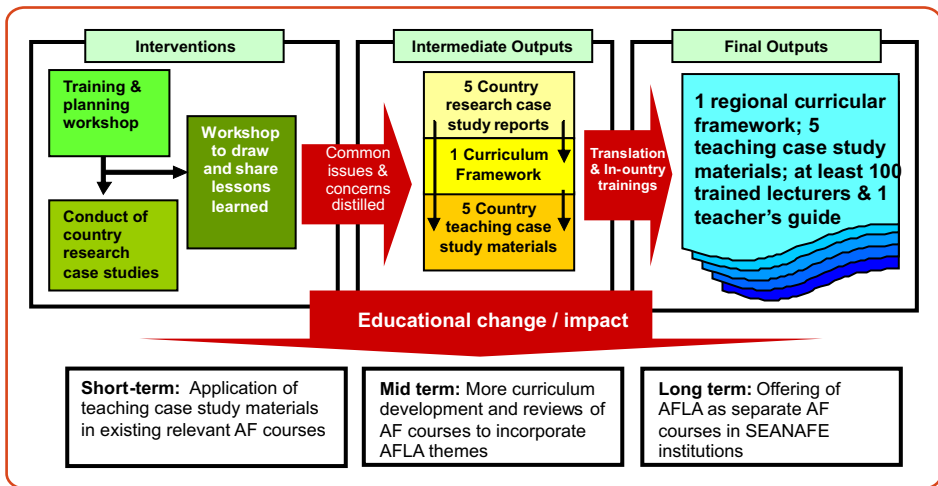 Interventions
Training &
planning
workshop
Workshop
to draw
and share
lessons
learned
Conduct of
country
research
case studies
Common
issues &
concerns
distilled
Intermediate Outputs
5 Country
research case
study reports
1 Curriculum
Framework
5 Country
teaching case
study materials
Translation
& In-ountry
trainings
Final Outputs
1 regional curricular
framework; 5
teaching case study
materials; at least 100
trained lecturers & 1
teacher's guide
Educational change / impact
Short-term: Application of
teaching case study materials
in existing relevant AF courses
Mid term: More curriculum
development and reviews of
AF courses to incorporate
AFLA themes
Long term: Offering of
AFLA as separate AF
courses in SEANAFE
institutions